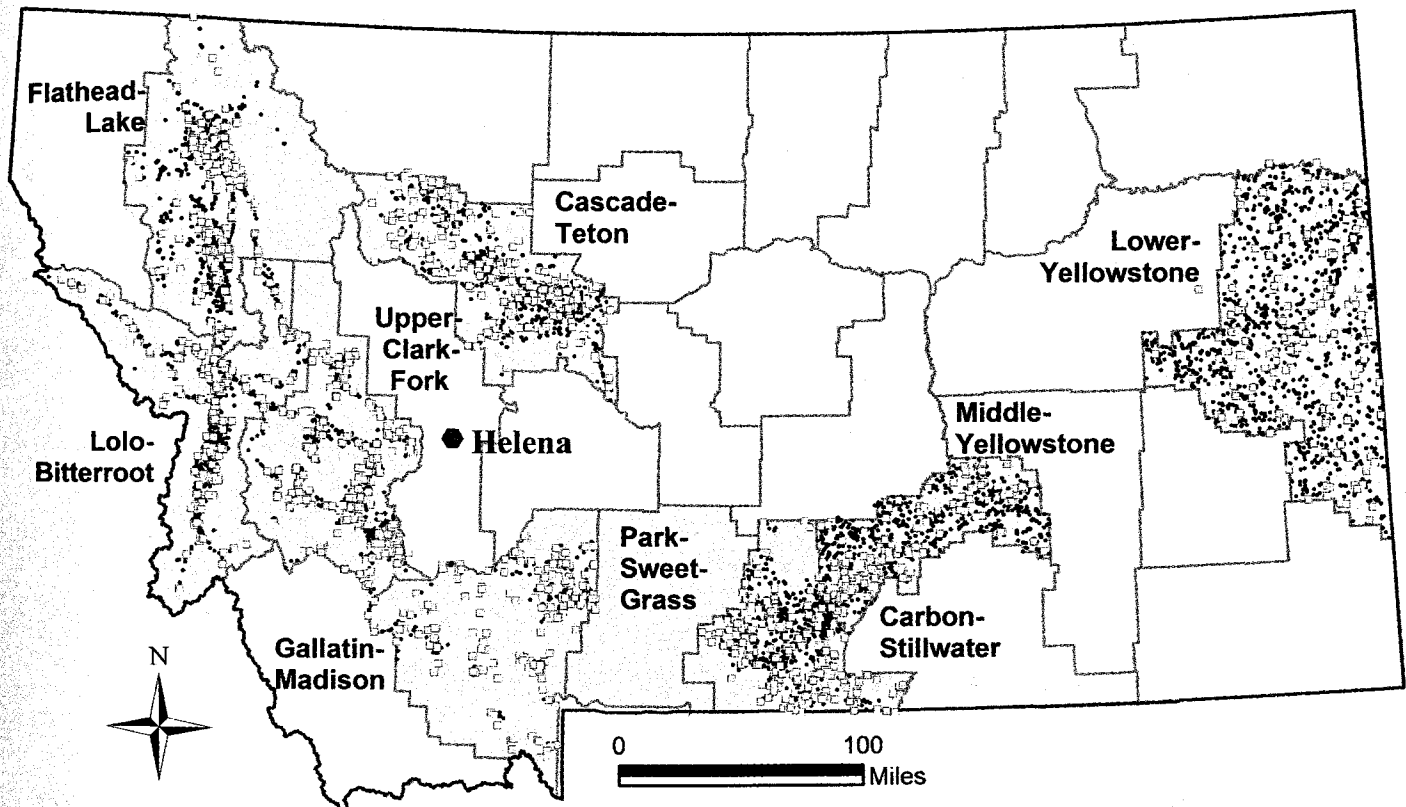 Flathead-
Lake
Cascade-
Teton
Lower-
Yellowstone
Upper-
Clark-
Fork
Middle-
Yellowstone
Lolo-
Bitterroot
Helena
Park-
Sweet-
Grass
Carbon-
Stillwater
Gallatin-
Madison
N
0 100
Miles